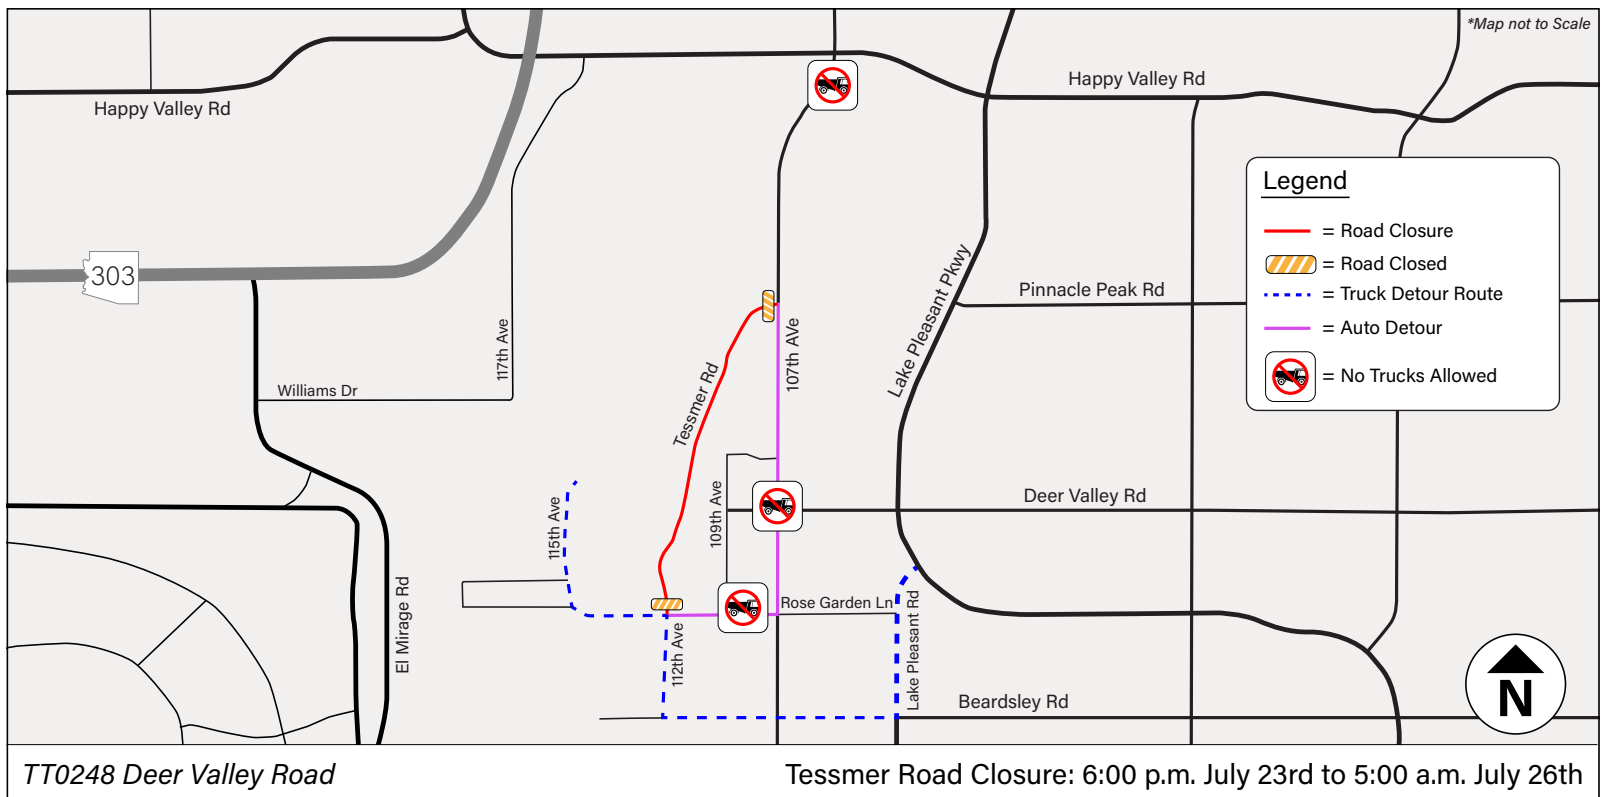 *Map not to Scale
Happy Valley Rd
Happy Valley Rd
Legend
= Road Closure
= Road Closed
= Truck Detour Route
= Auto Detour
= No Trucks Allowed
303
Pinnacle Peak Rd
Lake Pleasant Pkwy
117th Ave
107th AVe
Williams Dr
Tessmer Rd
Deer Valley Rd
115th Ave
109th Ave
El Mirage Rd
Rose Garden Ln
112th Ave
Lake Pleasant Rd
Beardsley Rd
N
TT0248 Deer Valley Road
Tessmer Road Closure: 6:00 p.m. July 23rd to 5:00 a.m. July 26th